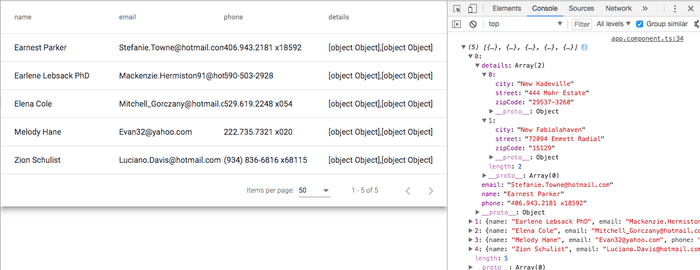 name email phone details
Earnest Parker Stefanie.Towne@hotmail.com 406.943.2181 x18592 [object Object],[object Object]
Earlene Lebsack PhD Mackenzie.Hermiston91@hot 590-503-2928 [object Object],[object Object]
Elena Cole Mitchell_Gorczany@hotmail.c 529.619.2248 x054 [object Object],[object Object]
Melody Hane Evan32@yahoo.com 222.735.7321 x020 [object Object],[object Object]
Zion Schulist Luciano.Davis@hotmail.com (934) 836-6816 x68115 [object Object],[object Object]
Items per page: 50 1 - 5 of 5
Elements Console Sources
top Filter All levels Group similar
app.component.ts:34
(5) [{…}, {…}, {…}, {…}, {…}]
0:
details: Array(2)
0:
city: "New Kadeville"
street: "444 Mohr Estate"
zipCode: "29537-3260"
__proto__: Object
1:
city: "New Fabiolahaven"
street: "72094 Emmett Radial"
zipCode: "15129"
__proto__: Object
length: 2
__proto__: Array(0)
email: "Stefanie.Towne@hotmail.com"
name: "Earnest Parker"
phone: "406.943.2181 x18592"
__proto__: Object
1: {name: "Earlene Lebsack PhD", email: "Mackenzie.Hermiston
2: {name: "Elena Cole", email: "Mitchell_Gorczany@hotmail.c
3: {name: "Melody Hane", email: "Evan32@yahoo.com", phone: "
4: {name: "Zion Schulist", email: "Luciano.Davis@hotmail.co
length: 5
__proto__: Array(0)